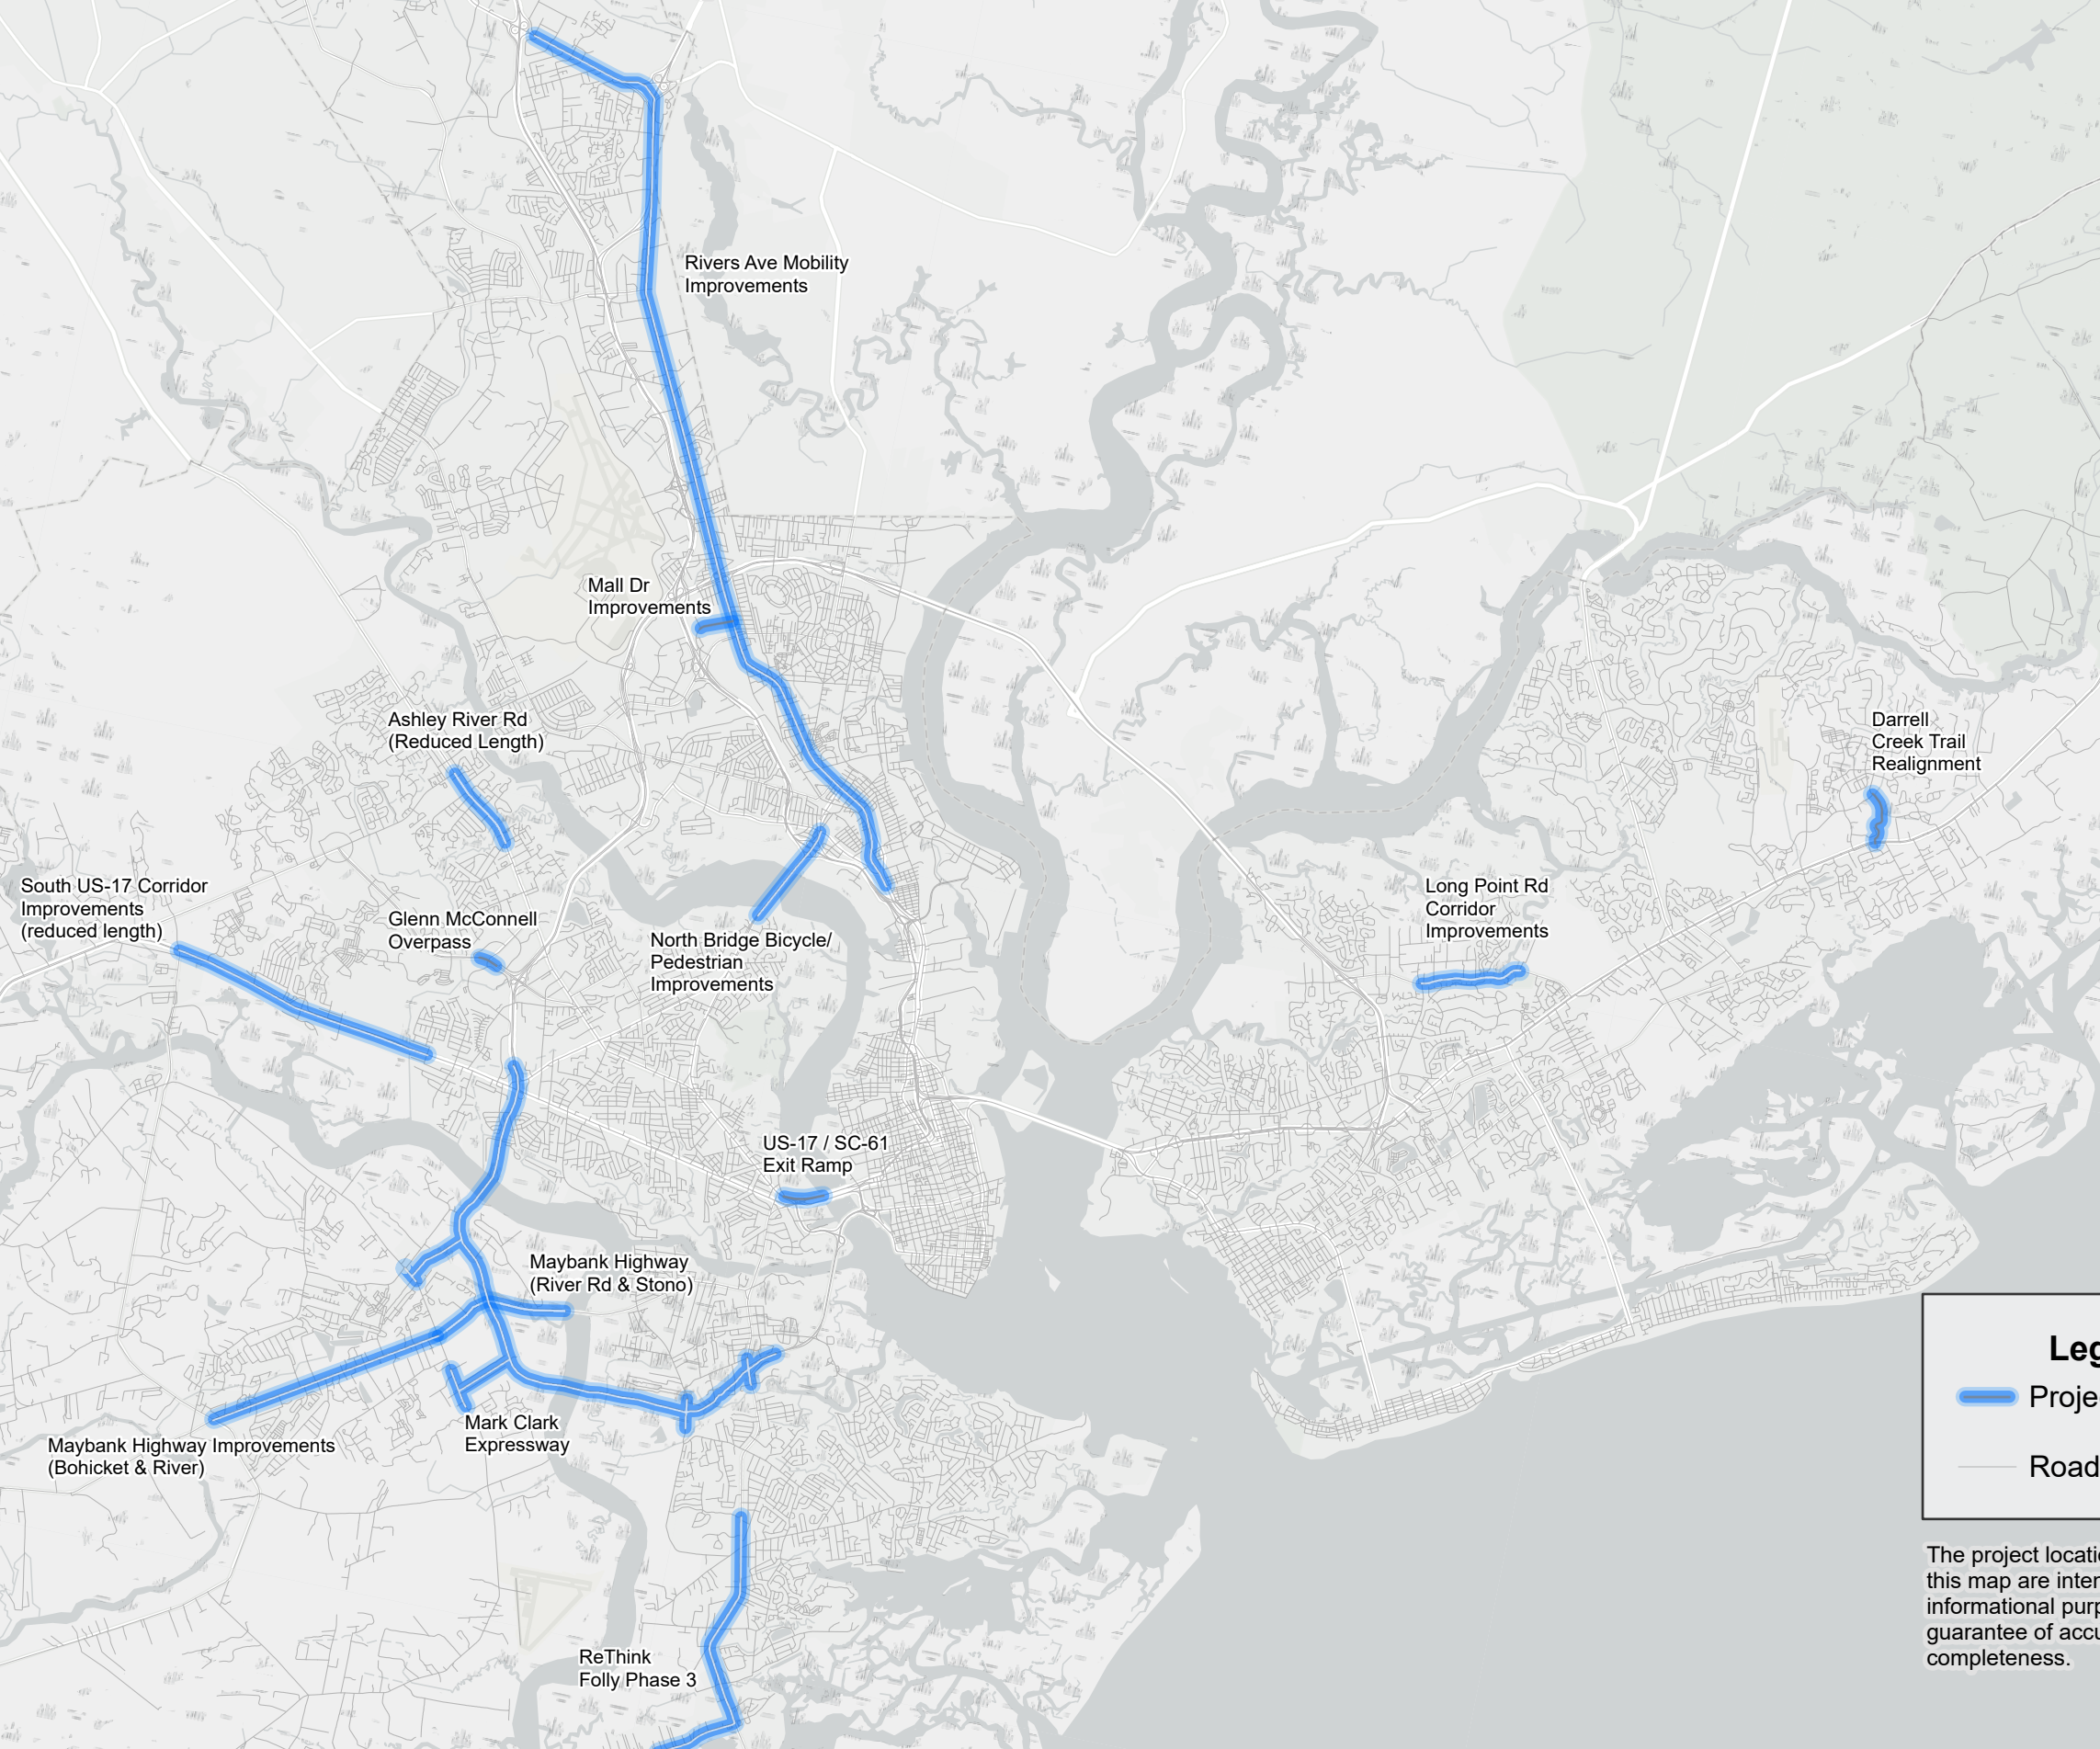 Rivers Ave Mobility
Improvements
Mall Dr
Improvements
Ashley River Rd
(Reduced Length)
Darrell
Creek Trail
Realignment
South US-17 Corridor
Improvements
(reduced length)
Glenn McConnell
Overpass
North Bridge Bicycle/
Pedestrian
Improvements
Long Point Rd
Corridor
Improvements
US-17 / SC-61
Exit Ramp
Maybank Highway
(River Rd & Stono)
Mark Clark
Expressway
Maybank Highway Improvements
(Bohicket & River)
ReThink
Folly Phase 3
Leg
Proje
Road
The project locati
this map are inter
informational purp
guarantee of accu
completeness.